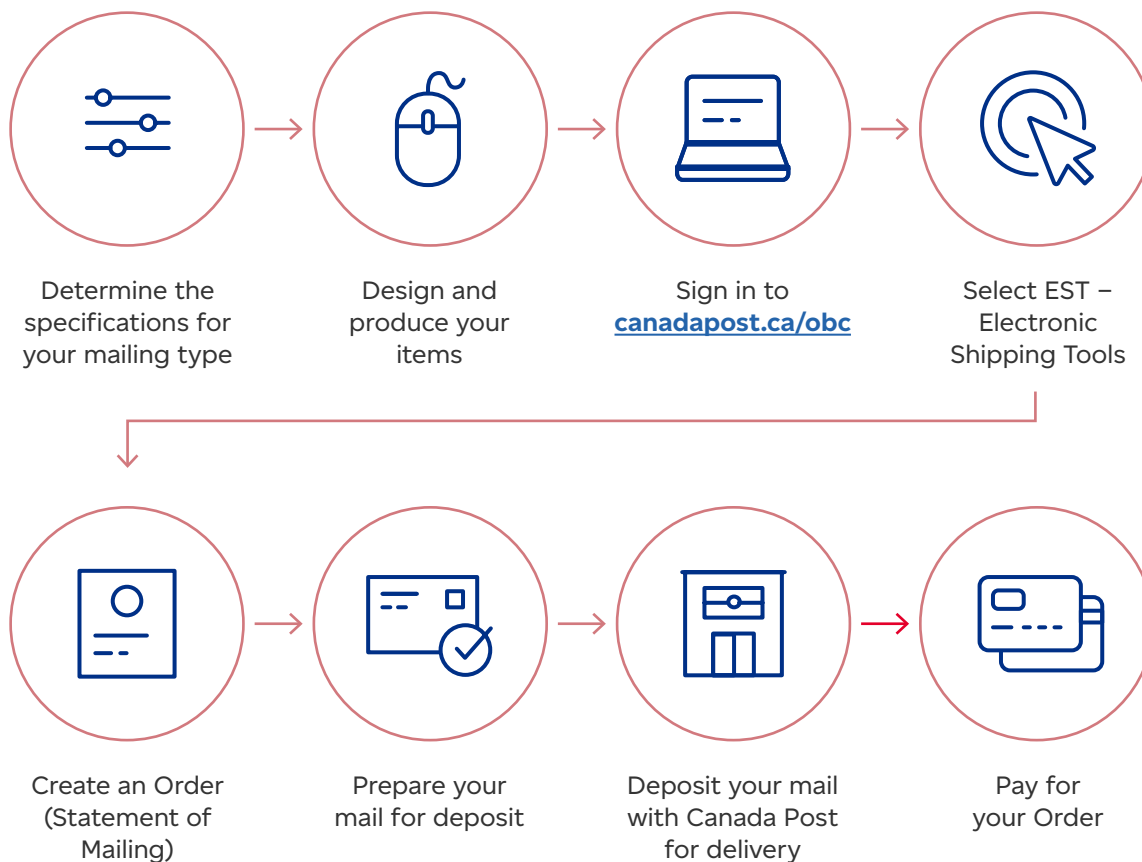 Determine the
specifications for
your mailing type
Design and
produce your
items
Sign in to
canadapost.ca/obc
Select EST –
Electronic
Shipping Tools
Create an Order
(Statement of
Mailing)
Prepare your
mail for deposit
Deposit your mail
with Canada Post
for delivery
Pay for
your Order